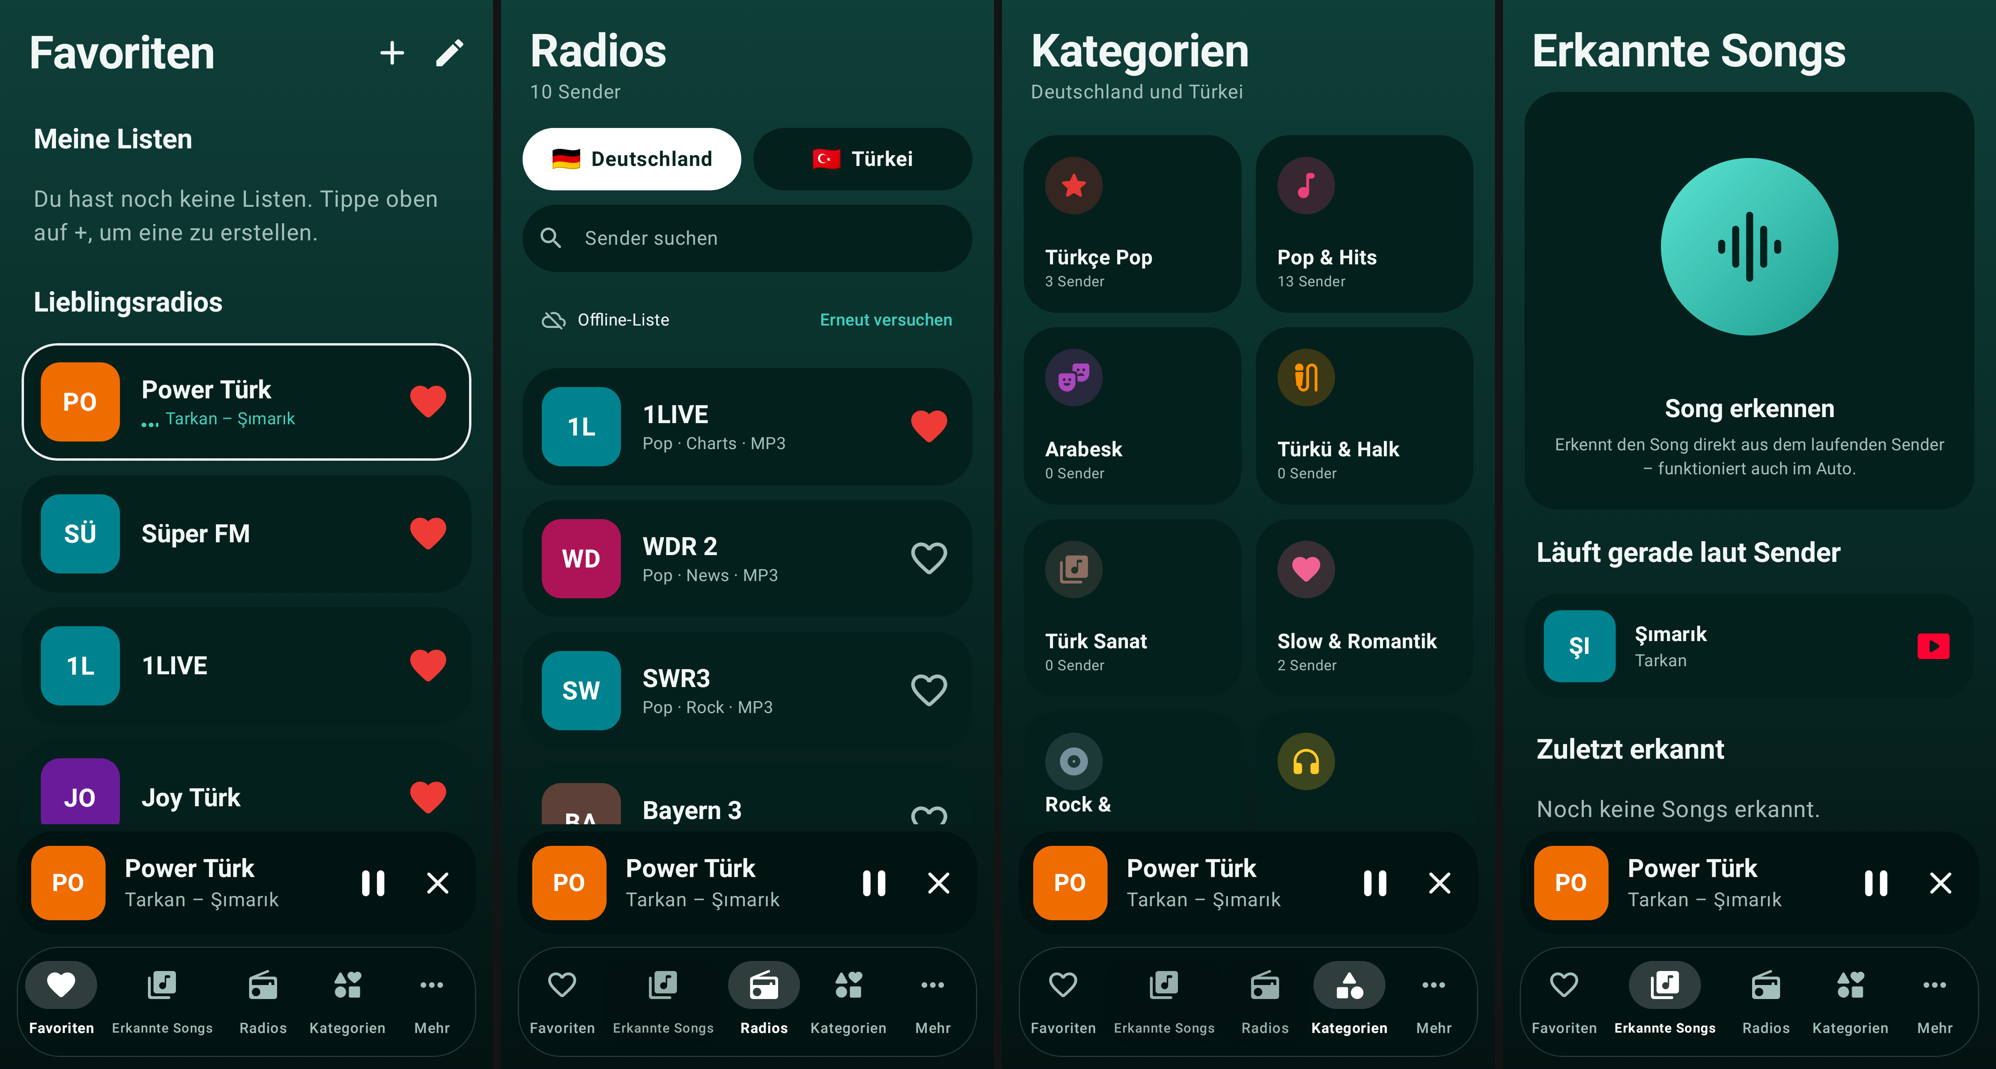 Favoriten
Meine Listen
Du hast noch keine Listen. Tippe oben
auf +, um eine zu erstellen.
Lieblingsradios
PO
Power Türk
Tarkan – Şımarık
SÜ
Süper FM
1L
1LIVE
JO
Joy Türk
PO
Power Türk
Tarkan – Şımarık
Favoriten
Erkannte Songs
Radios
Kategorien
Mehr
Radios
10 Sender
Deutschland
Türkei
Sender suchen
Offline-Liste
Erneut versuchen
1L
1LIVE
Pop · Charts · MP3
WD
WDR 2
Pop · News · MP3
SW
SWR3
Pop · Rock · MP3
BA
Bayern 3
PO
Power Türk
Tarkan – Şımarık
Favoriten
Erkannte Songs
Radios
Kategorien
Mehr
Kategorien
Deutschland und Türkei
Türkçe Pop
3 Sender
Pop & Hits
13 Sender
Arabesk
0 Sender
Türkü & Halk
0 Sender
Türk Sanat
0 Sender
Slow & Romantik
2 Sender
Rock &
PO
Power Türk
Tarkan – Şımarık
Favoriten
Erkannte Songs
Radios
Kategorien
Mehr
Erkannte Songs
Song erkennen
Erkennt den Song direkt aus dem laufenden Sender
– funktioniert auch im Auto.
Läuft gerade laut Sender
ŞI
Şımarık
Tarkan
Zuletzt erkannt
Noch keine Songs erkannt.
PO
Power Türk
Tarkan – Şımarık
Favoriten
Erkannte Songs
Radios
Kategorien
Mehr